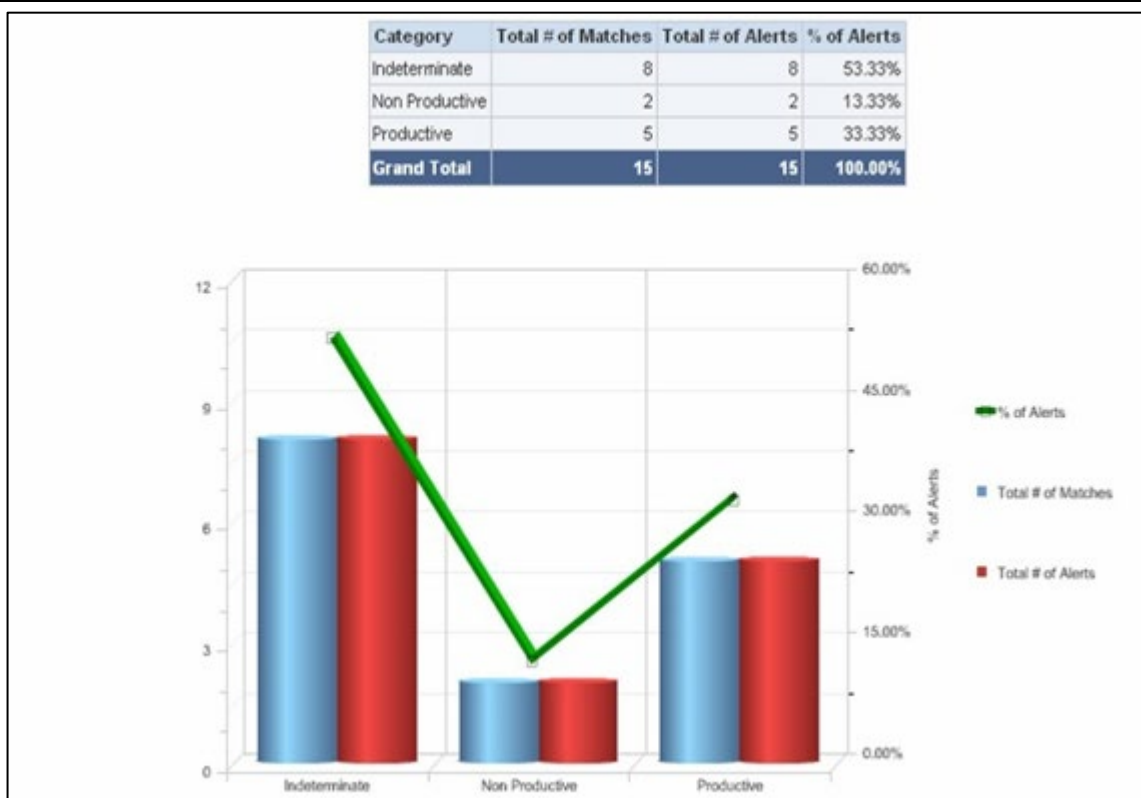 Category Total # of Matches Total # of Alerts % of Alerts
Indeterminate 8 8 53.33%
Non Productive 2 2 13.33%
Productive 5 5 33.33%
Grand Total 15 15 100.00%
60.00%
12
45.00%
9
% of Alerts
Total # of Matches
30.00%
% of Alerts
6
Total # of Alerts
15.00%
3
0.00%
0
Indeterminate Non Productive Productive